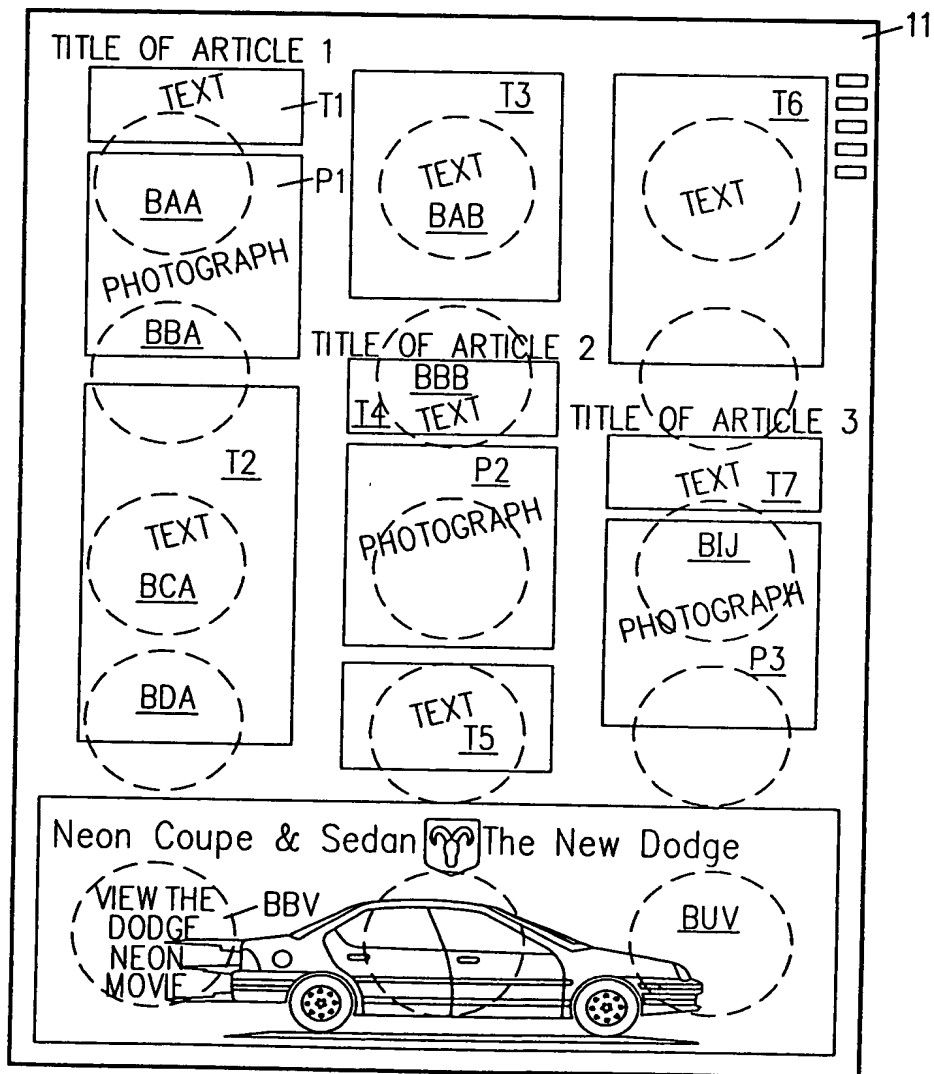 11
TITLE OF ARTICLE 1
TEXT
T1
P1
BAA
PHOTOGRAPH
BBA
T2
TEXT
BCA
BDA
T3
TEXT
BAB
TITLE OF ARTICLE 2
BBB
T4
TEXT
P2
PHOTOGRAPH
TEXT
T5
T6
TEXT
TITLE OF ARTICLE 3
TEXT
T7
BIJ
PHOTOGRAPH
P3
Neon Coupe & Sedan The New Dodge
VIEW THE
DODGE
NEON
MOVIE
BBV
BUV